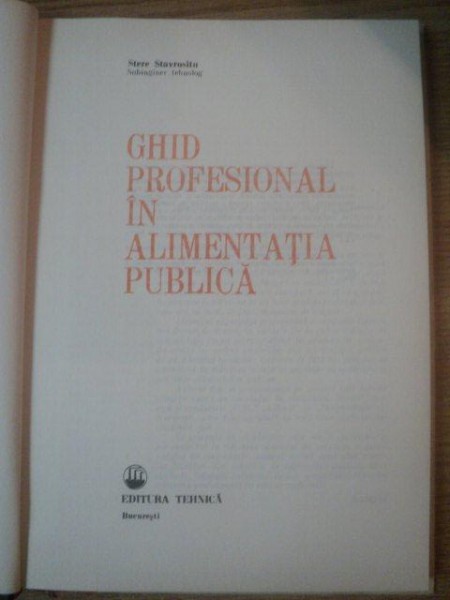 Stere Stavrositu
Subinginer tehnolog
GHID
PROFESIONAL
ÎN
ALIMENTAȚIA
PUBLICĂ
EDITURA TEHNICĂ
București